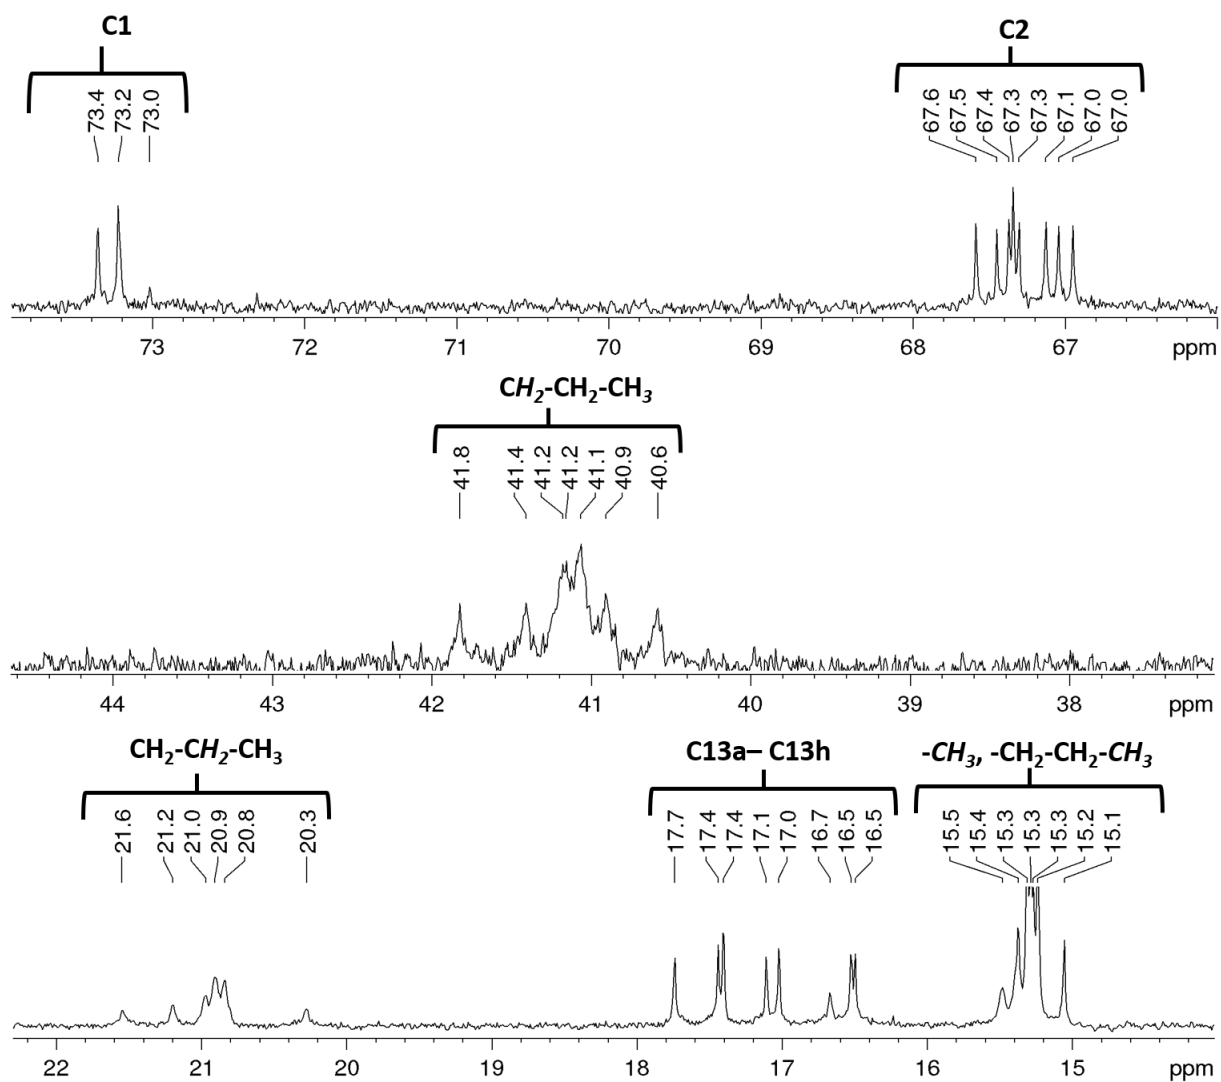 C1 C2
73.4 73.2 73.0 67.6 67.5 67.4 67.3 67.3 67.1 67.0 67.0
73 72 71 70 69 68 67 ppm
CH2-CH2-CH3
41.8 41.4 41.2 41.2 41.1 40.9 40.6
44 43 42 41 40 39 38 ppm
CH2-CH2-CH3 C13a– C13h -CH3, -CH2-CH2-CH3
21.6 21.2 21.0 20.9 20.8 20.3 17.7 17.4 17.4 17.1 17.0 16.7 16.5 16.5 15.5 15.4 15.3 15.3 15.3 15.2 15.1
22 21 20 19 18 17 16 15 ppm